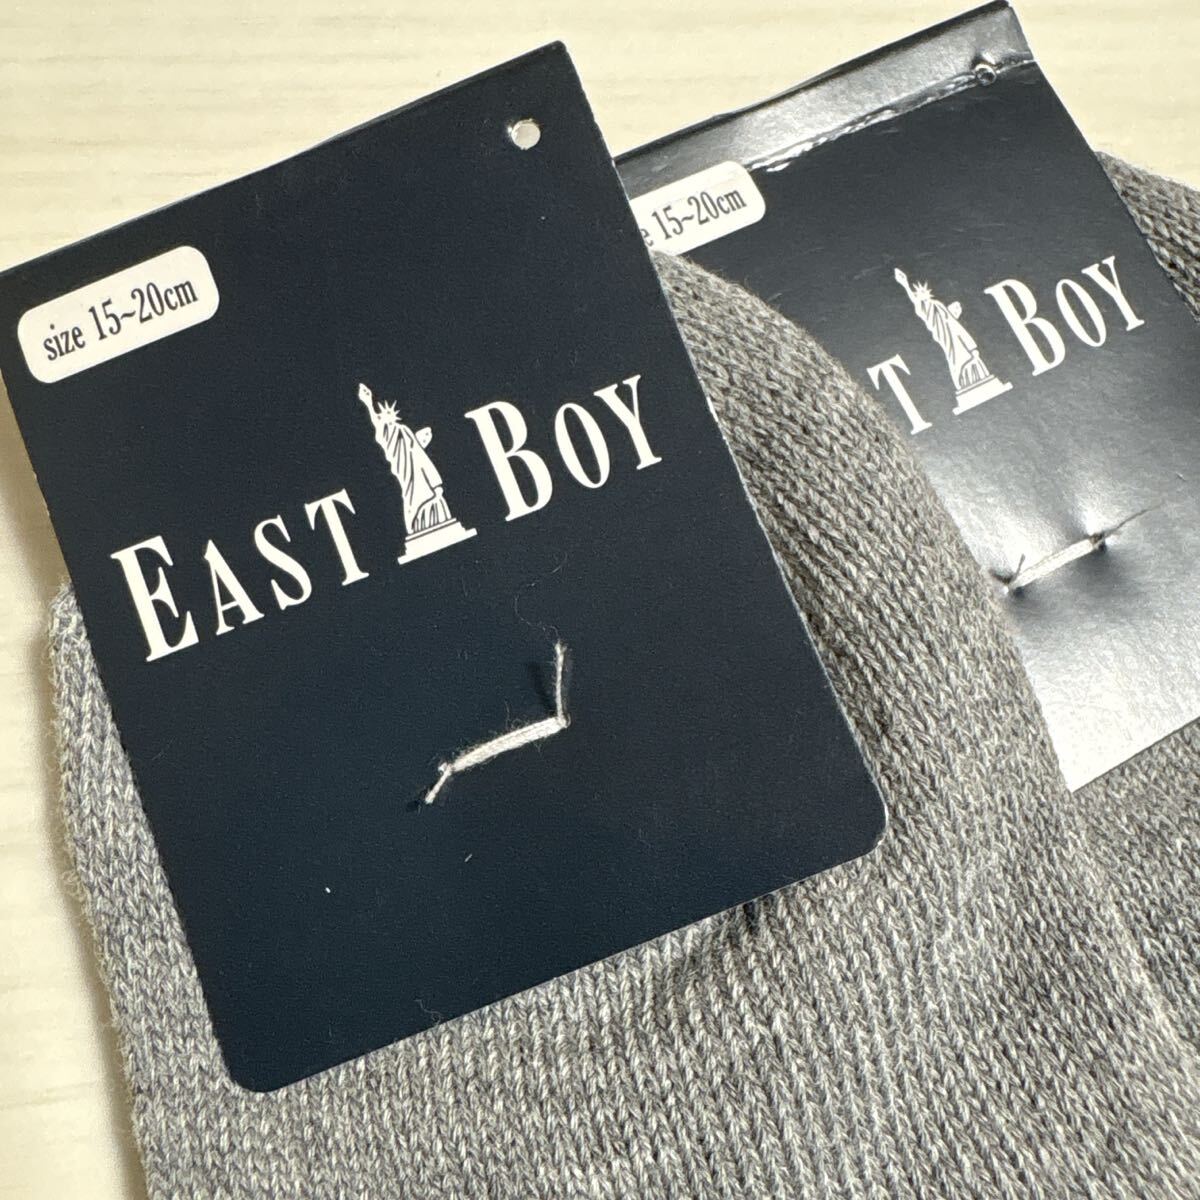 size 15~20cm
EAST BOY
15~20cm
T BOY